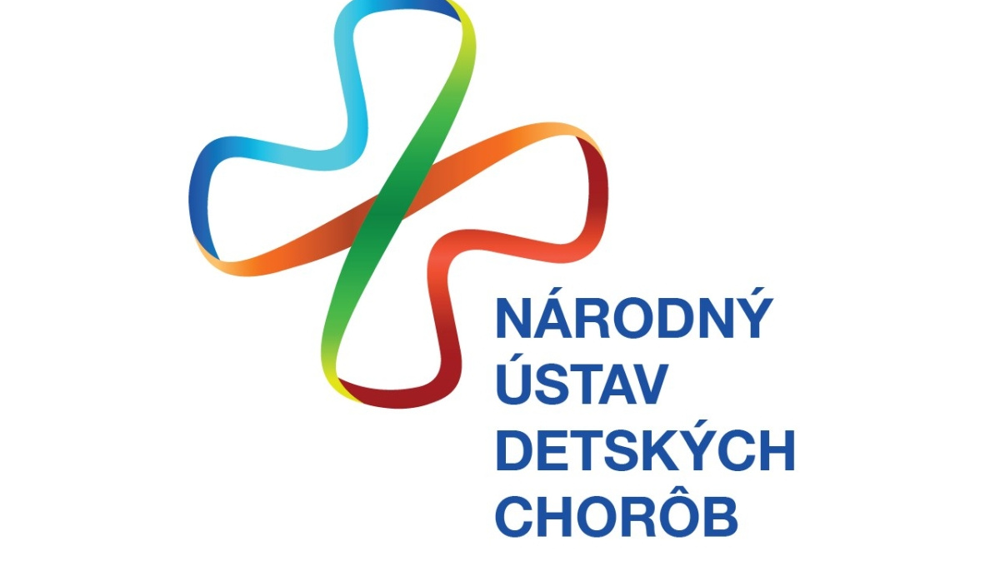 NÁRODNÝ
ÚSTAV
DETSKÝCH
CHORÔB